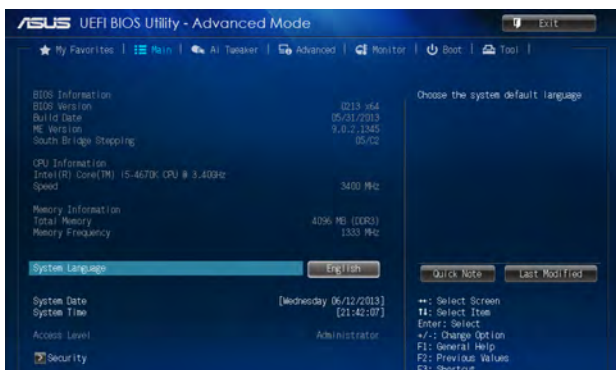 ASUS UEFI BIOS Utility - Advanced Mode
Exit
My Favorites | Main | Ai Tweaker | Advanced | Monitor | Boot | Tool |
BIOS Information
BIOS Version 0213 x64
Build Date 05/31/2013
ME Version 9.0.2.1345
South Bridge Stepping 05/C2
CPU Information
Intel(R) Core(TM) i5-4670K CPU @ 3.40GHz
Speed 3400 MHz
Memory Information
Total Memory 4096 MB (DDR3)
Memory Frequency 1333 MHz
System Language English
System Date [Wednesday 06/12/2013]
System Time [21:42:07]
Access Level Administrator
Security
Choose the system default language
Quick Note Last Modified
→←: Select Screen
↑↓: Select Item
Enter: Select
+/-: Change Option
F1: General Help
F2: Previous Values
F3: Shortcut